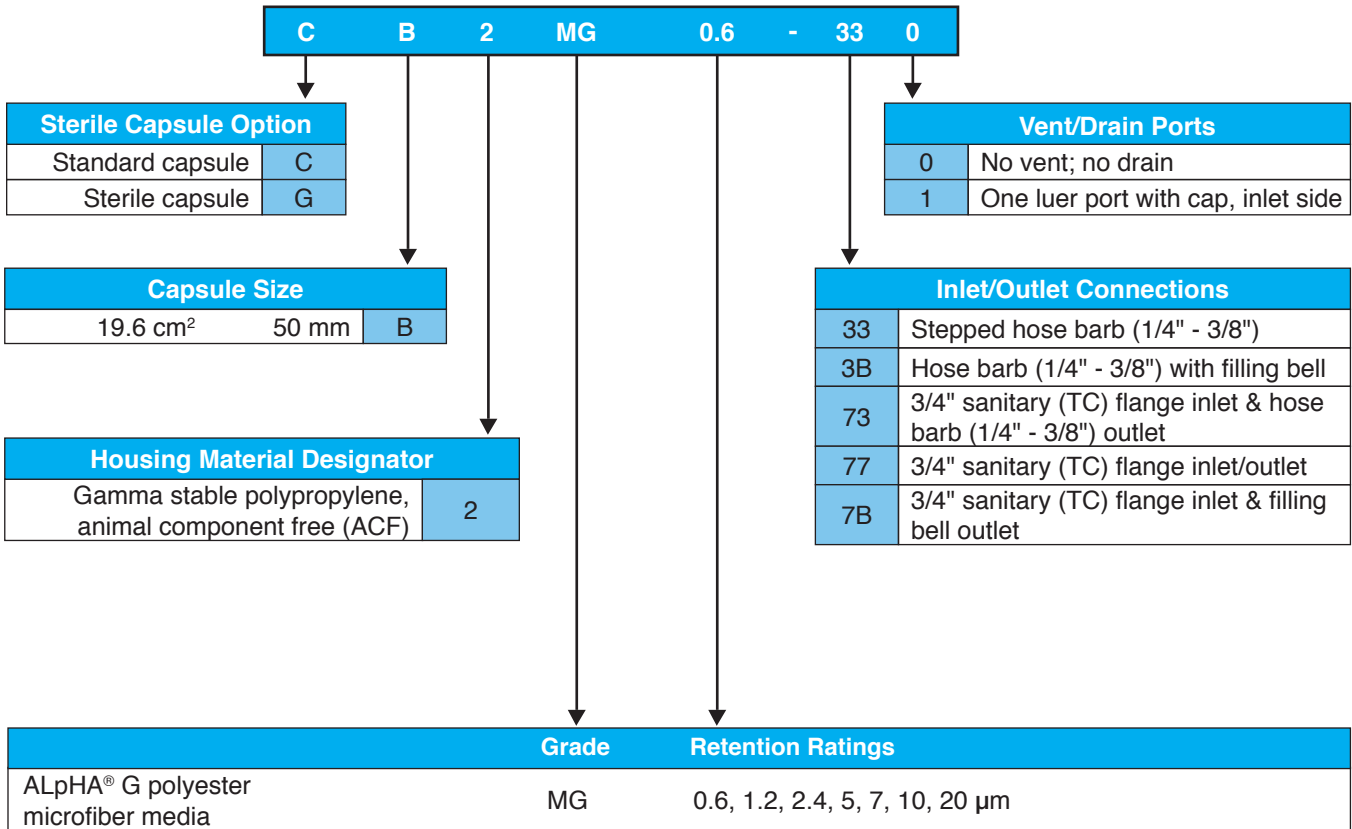 C B 2 MG 0.6 - 33 0
Sterile Capsule Option
Standard capsule C
Sterile capsule G
Vent/Drain Ports
0 No vent; no drain
1 One luer port with cap, inlet side
Capsule Size
19.6 cm² 50 mm B
Inlet/Outlet Connections
33 Stepped hose barb (1/4" - 3/8")
3B Hose barb (1/4" - 3/8") with filling bell
73 3/4" sanitary (TC) flange inlet & hose
barb (1/4" - 3/8") outlet
77 3/4" sanitary (TC) flange inlet/outlet
7B 3/4" sanitary (TC) flange inlet & filling
bell outlet
Housing Material Designator
Gamma stable polypropylene,
animal component free (ACF) 2
Grade Retention Ratings
ALpHA® G polyester
microfiber media MG 0.6, 1.2, 2.4, 5, 7, 10, 20 µm